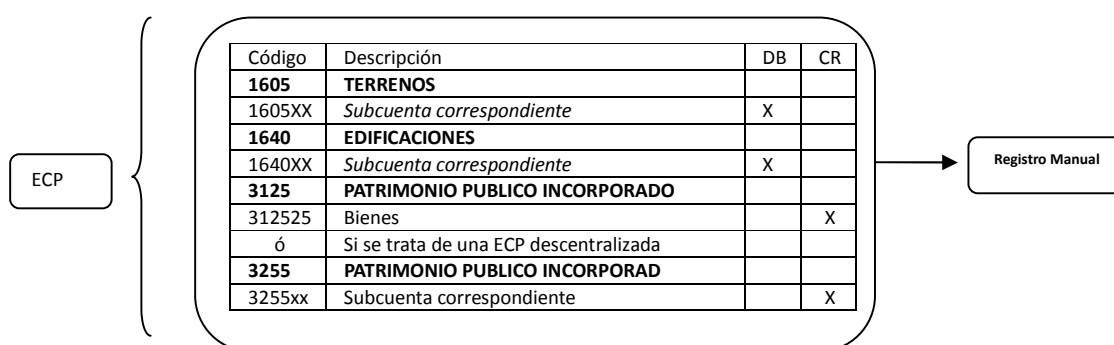 ECP
Código Descripción DB CR
1605 TERRENOS
1605XX Subcuenta correspondiente X
1640 EDIFICACIONES
1640XX Subcuenta correspondiente X
3125 PATRIMONIO PUBLICO INCORPORADO
312525 Bienes X
ó Si se trata de una ECP descentralizada
3255 PATRIMONIO PUBLICO INCORPORAD
3255xx Subcuenta correspondiente X
Registro Manual